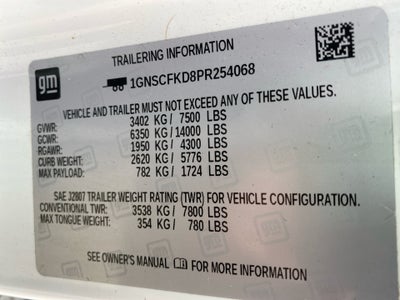 TRAILERING INFORMATION
gm
1GNSCFKD8PR254068
VEHICLE AND TRAILER MUST NOT EXCEED ANY OF THESE VALUES.
GVWR: 3402 KG / 7500 LBS
GCWR: 6350 KG / 14000 LBS
RGAWR: 1950 KG / 4300 LBS
CURB WEIGHT: 2620 KG / 5776 LBS
MAX PAYLOAD: 782 KG / 1724 LBS
SAE J2807 TRAILER WEIGHT RATING (TWR) FOR VEHICLE CONFIGURATION.
CONVENTIONAL TWR: 3538 KG / 7800 LBS
MAX TONGUE WEIGHT: 354 KG / 780 LBS
SEE OWNER'S MANUAL FOR MORE INFORMATION